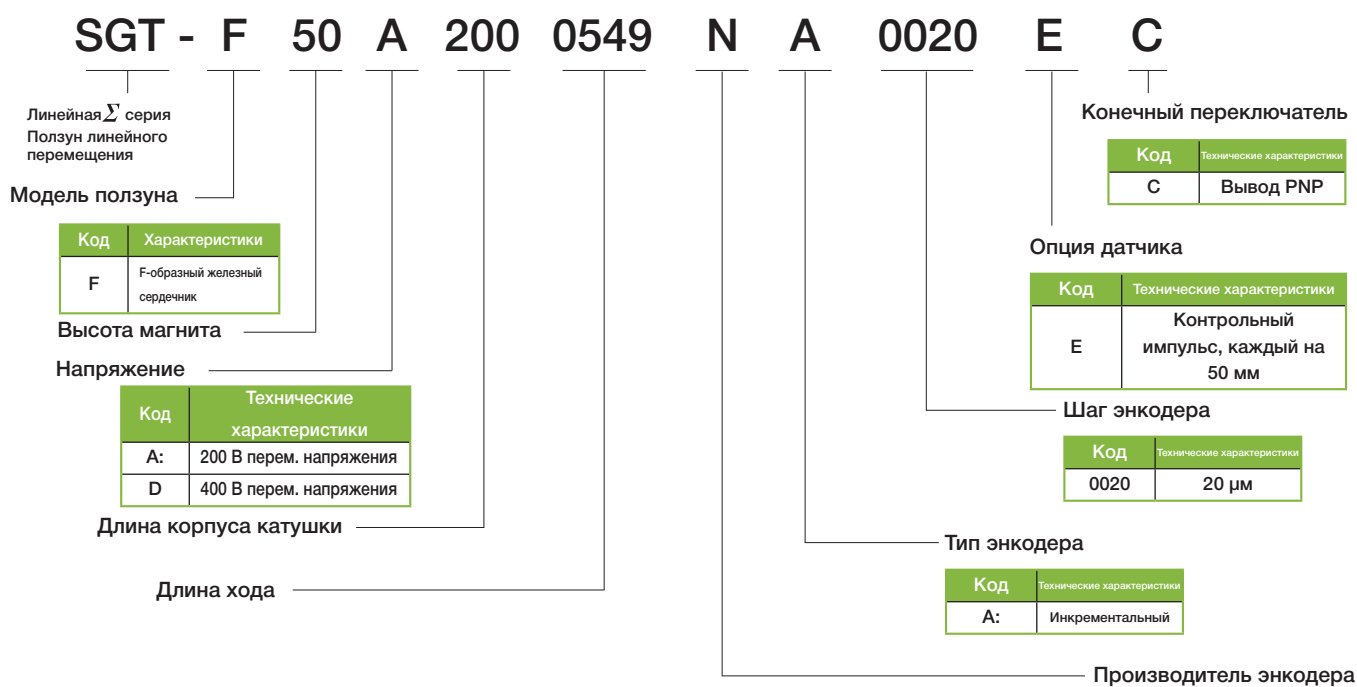 SGT - F 50 A 200 0549 N A 0020 E C
Линейная Σ серия
Ползун линейного
перемещения
Модель ползуна
Код Характеристики
F F-образный железный
сердечник
Высота магнита
Напряжение
Код Технические
характеристики
A: 200 В перем. напряжения
D 400 В перем. напряжения
Длина корпуса катушки
Длина хода
Конечный переключатель
Код Технические характеристики
C Вывод PNP
Опция датчика
Код Технические характеристики
E Контрольный
импульс, каждый на
50 мм
Шаг энкодера
Код Технические характеристики
0020 20 μм
Тип энкодера
Код Технические характеристики
A: Инкрементальный
Производитель энкодера